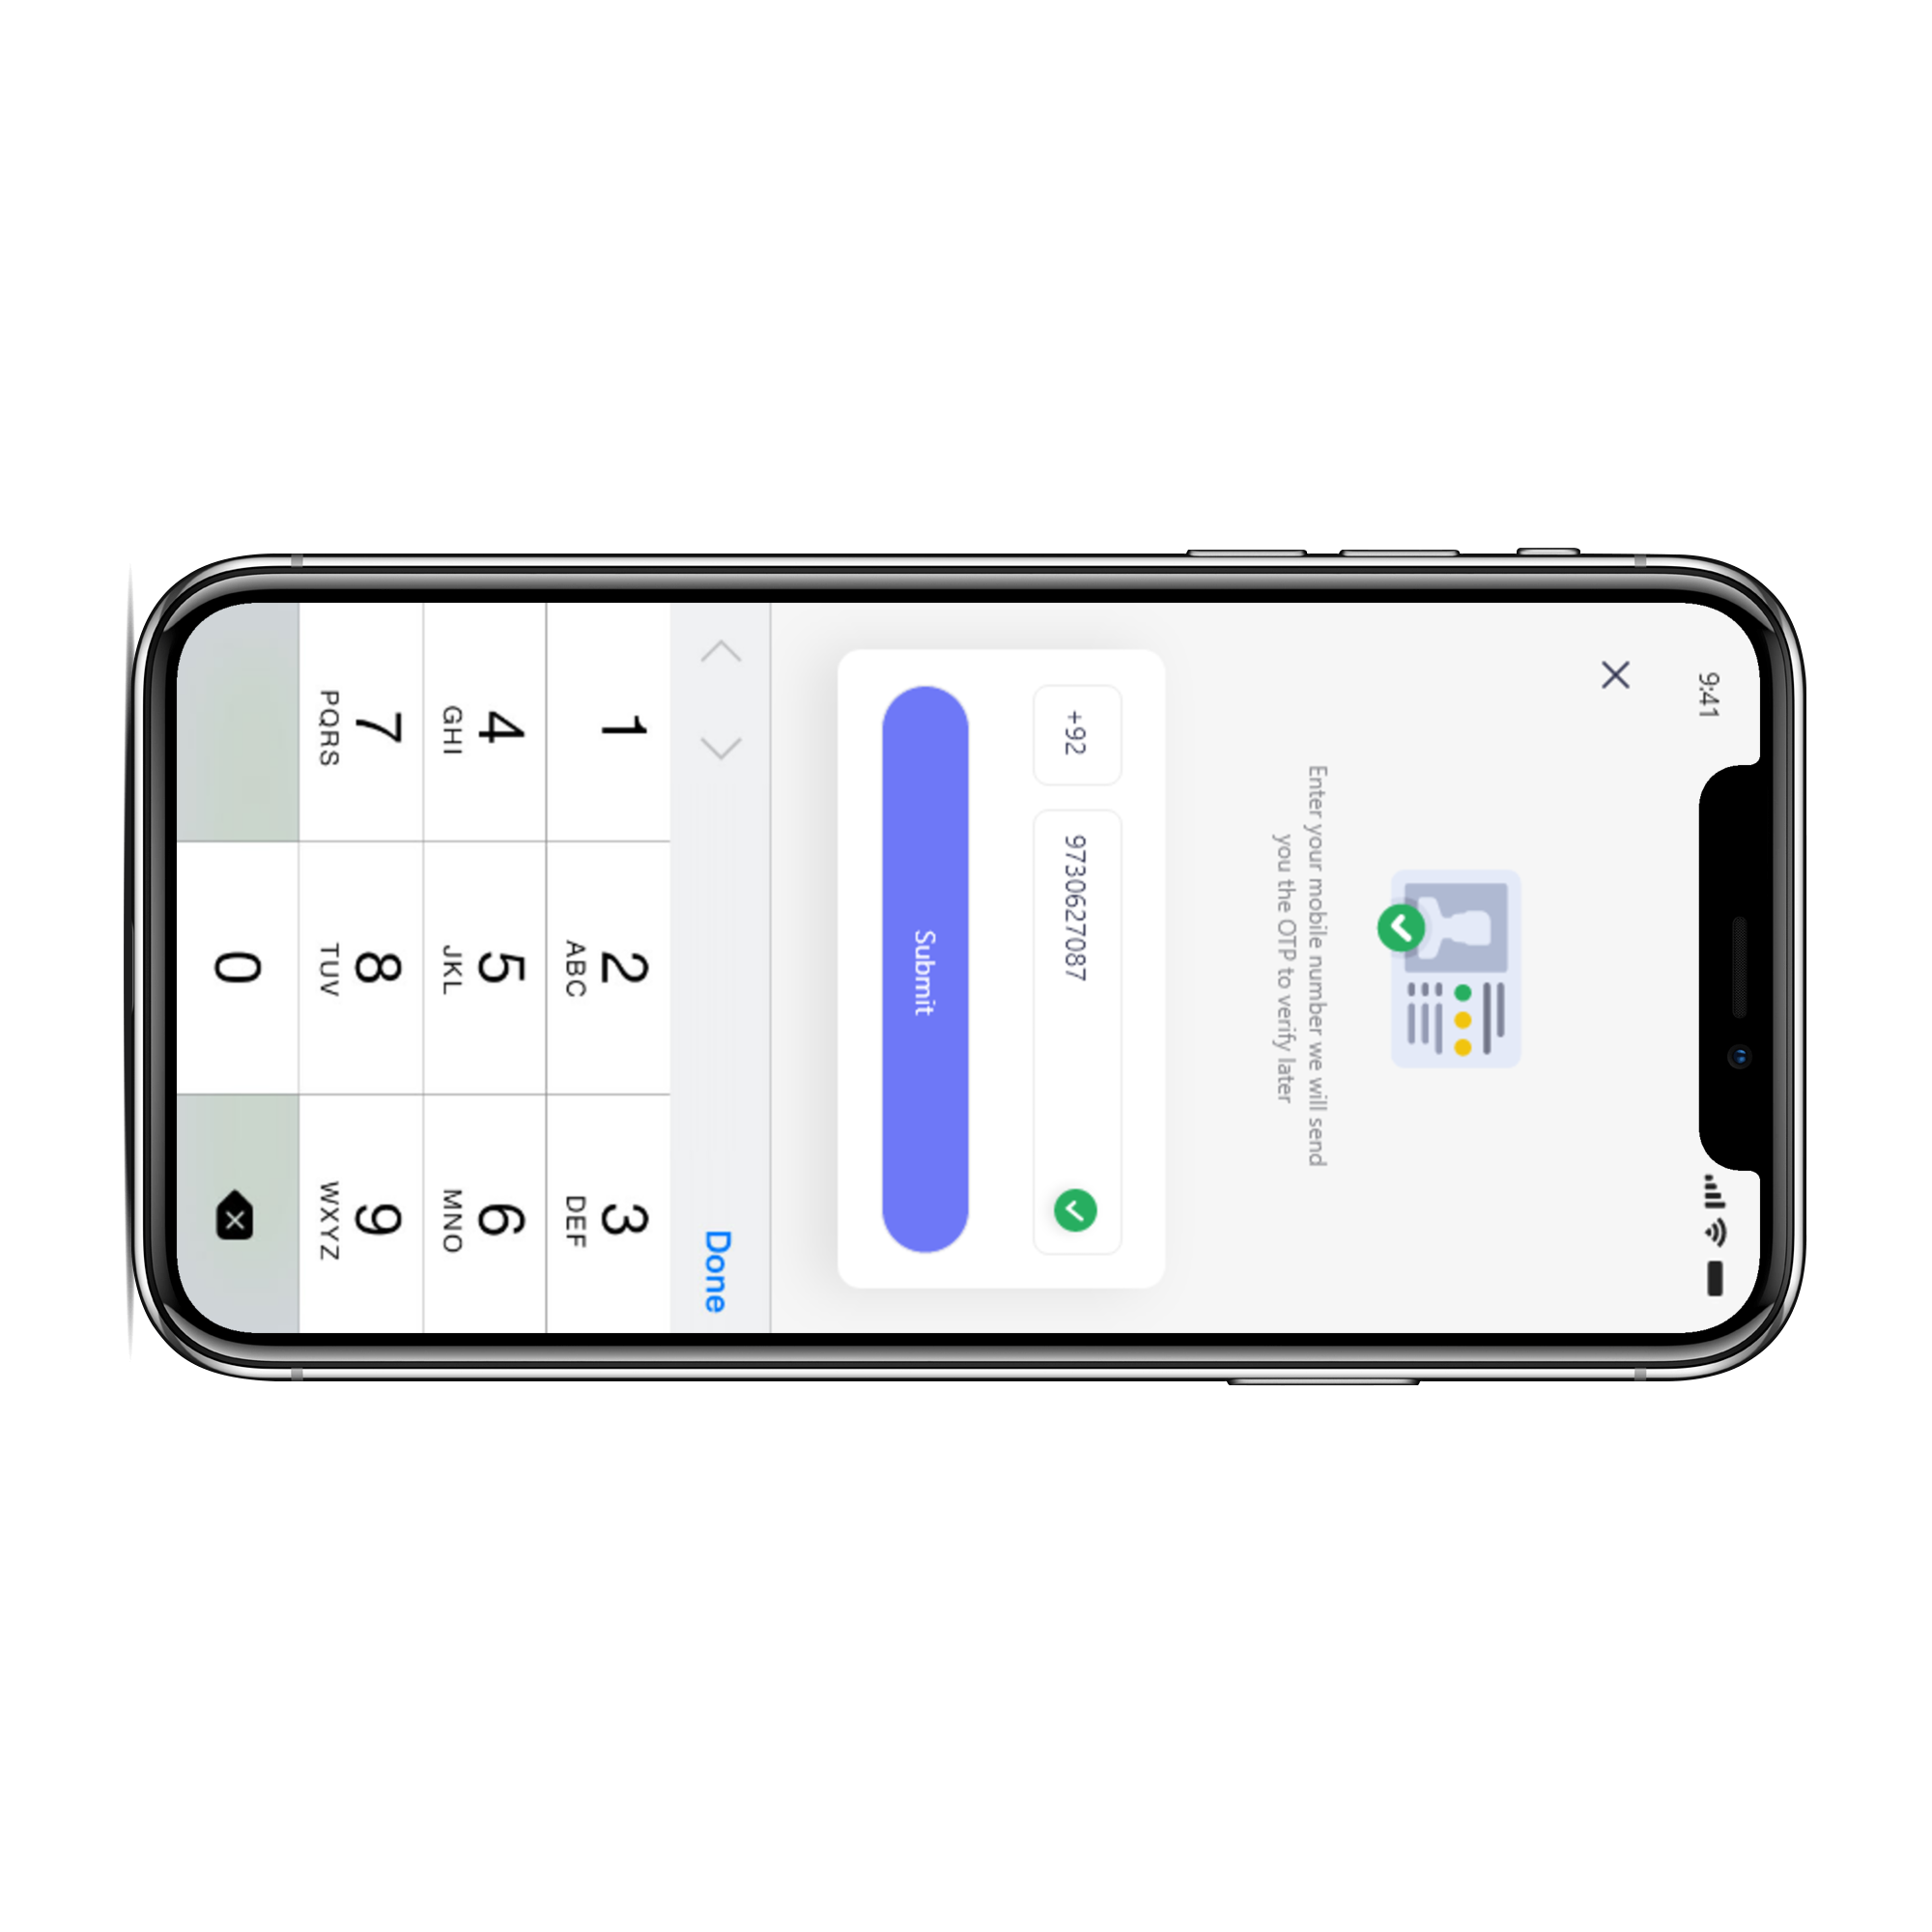 9:41
Enter your mobile number we will send
you the OTP to verify later
+92 9730627087
Submit
Done
1 2 3
ABC DEF
4 5 6
GHI JKL MNO
7 8 9
PQRS TUV WXYZ
0